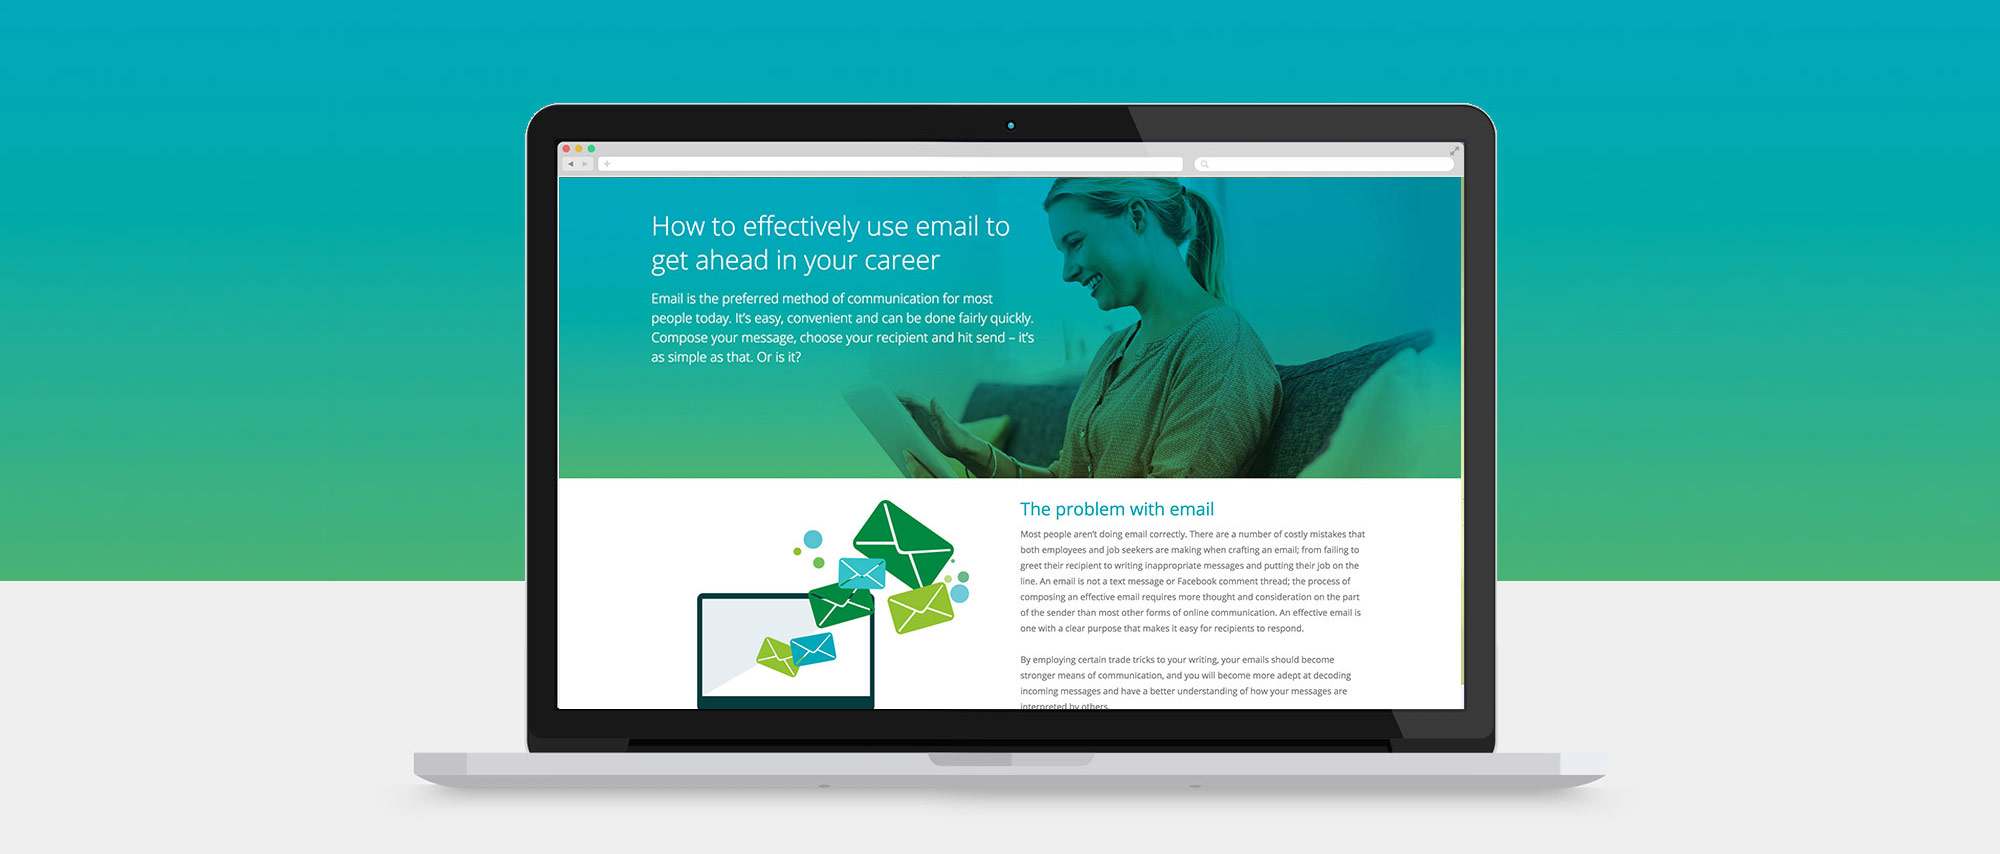 How to effectively use email to
get ahead in your career
Email is the preferred method of communication for most
people today. It's easy, convenient and can be done fairly quickly.
Compose your message, choose your recipient and hit send – it's
as simple as that. Or is it?
The problem with email
Most people aren't doing email correctly. There are a number of costly mistakes that
both employees and job seekers are making when crafting an email; from failing to
greet their recipient to writing inappropriate messages and putting their job on the
line. An email is not a text message or Facebook comment thread; the process of
composing an effective email requires more thought and consideration on the part
of the sender than most other forms of online communication. An effective email is
one with a clear purpose that makes it easy for recipients to respond.
By employing certain trade tricks to your writing, your emails should become
stronger means of communication, and you will become more adept at decoding
incoming messages and have a better understanding of how your messages are
interpreted by others.